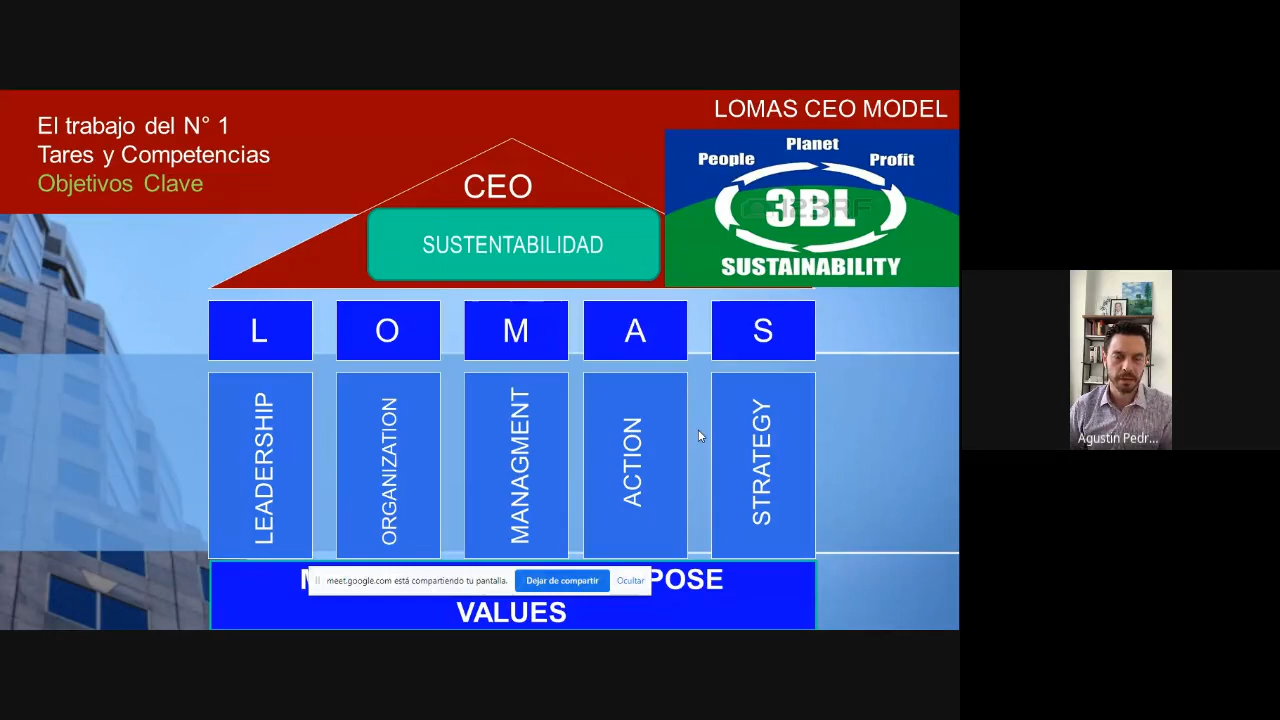 El trabajo del N° 1
Tares y Competencias
Objetivos Clave
LOMAS CEO MODEL
People
Planet
Profit
3BL
SUSTAINABILITY
CEO
SUSTENTABILIDAD
L O M A S
LEADERSHIP
ORGANIZATION
MANAGMENT
ACTION
STRATEGY
meet.google.com está compartiendo tu pantalla. Dejar de compartir Ocultar
VALUES
Agustin Pedr...